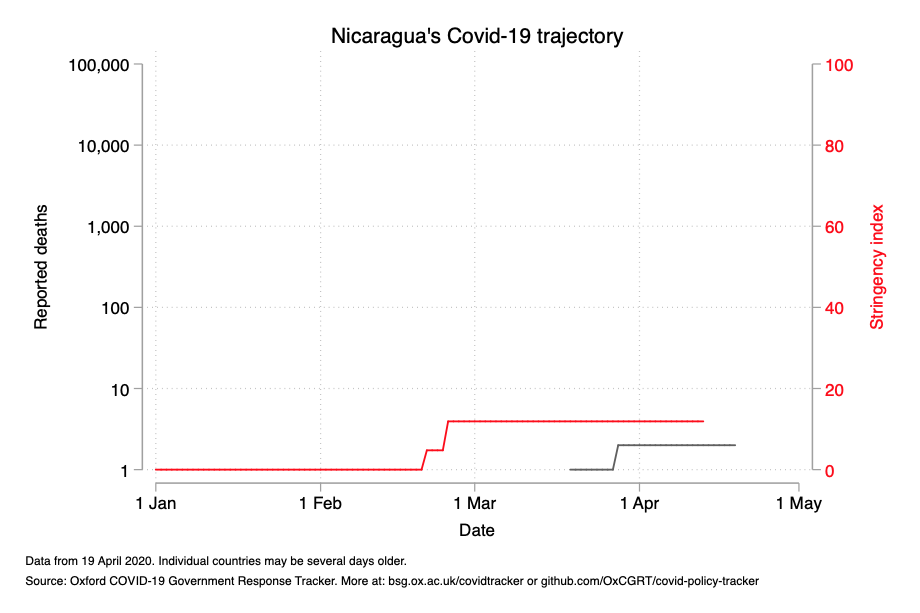 Nicaragua's Covid-19 trajectory
100,000
10,000
1,000
100
10
1
Reported deaths
100
80
60
40
20
0
Stringency index
1 Jan
1 Feb
1 Mar
1 Apr
1 May
Date
Data from 19 April 2020. Individual countries may be several days older.
Source: Oxford COVID-19 Government Response Tracker. More at: bsg.ox.ac.uk/covidtracker or github.com/OxCGRT/covid-policy-tracker